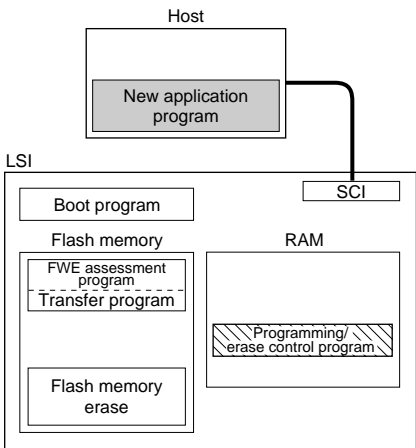 Host
New application
program
LSI
SCI
Boot program
Flash memory
RAM
FWE assessment
program
Transfer program
Programming/
erase control program
Flash memory
erase